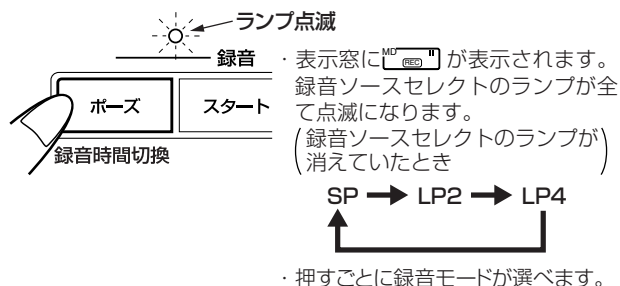 ランプ点滅
録音
ポーズ
スタート
録音時間切換
・表示窓に MD REC が表示されます。
録音ソースセレクトのランプが全
て点滅になります。
(録音ソースセレクトのランプが
消えていたとき)
SP → LP2 → LP4
・押すごとに録音モードが選べます。